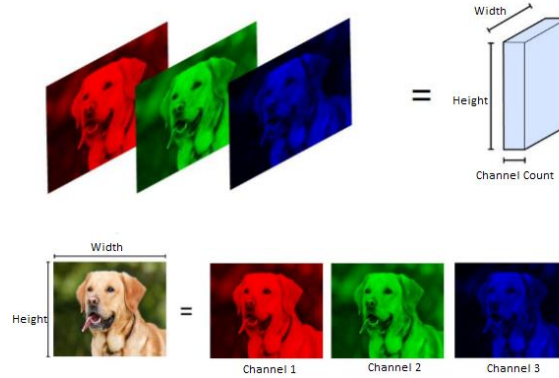 Width
=
Height
Channel Count
Width
Height
=
Channel 1
Channel 2
Channel 3